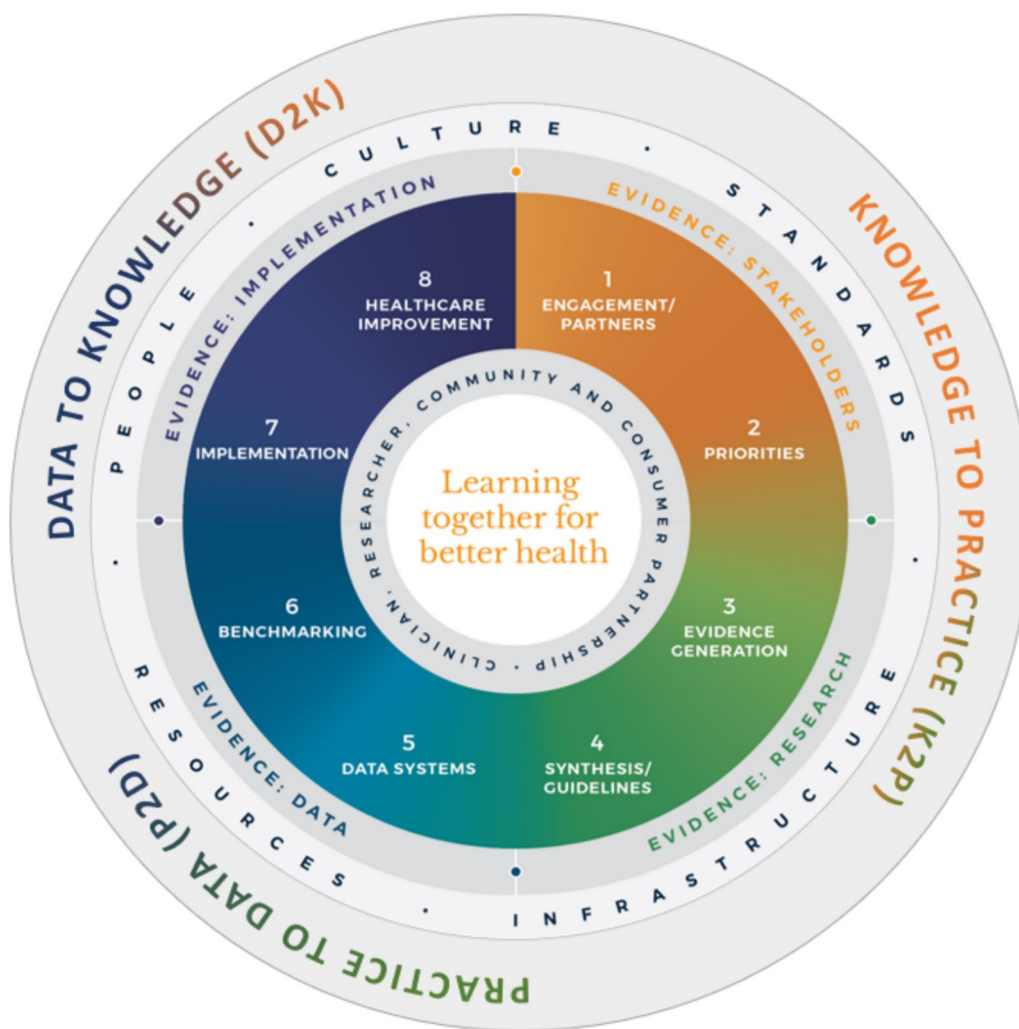 DATA TO KNOWLEDGE (D2K)
KNOWLEDGE TO PRACTICE (K2P)
PRACTICE TO DATA (P2D)
PEOPLE · CULTURE · STANDARDS · INFRASTRUCTURE · RESOURCES ·
EVIDENCE: STAKEHOLDERS
EVIDENCE: RESEARCH
EVIDENCE: DATA
EVIDENCE: IMPLEMENTATION
1
ENGAGEMENT/
PARTNERS
2
PRIORITIES
3
EVIDENCE
GENERATION
4
SYNTHESIS/
GUIDELINES
5
DATA SYSTEMS
6
BENCHMARKING
7
IMPLEMENTATION
8
HEALTHCARE
IMPROVEMENT
CLINICIAN, RESEARCHER, COMMUNITY AND CONSUMER PARTNERSHIP ·
Learning
together for
better health